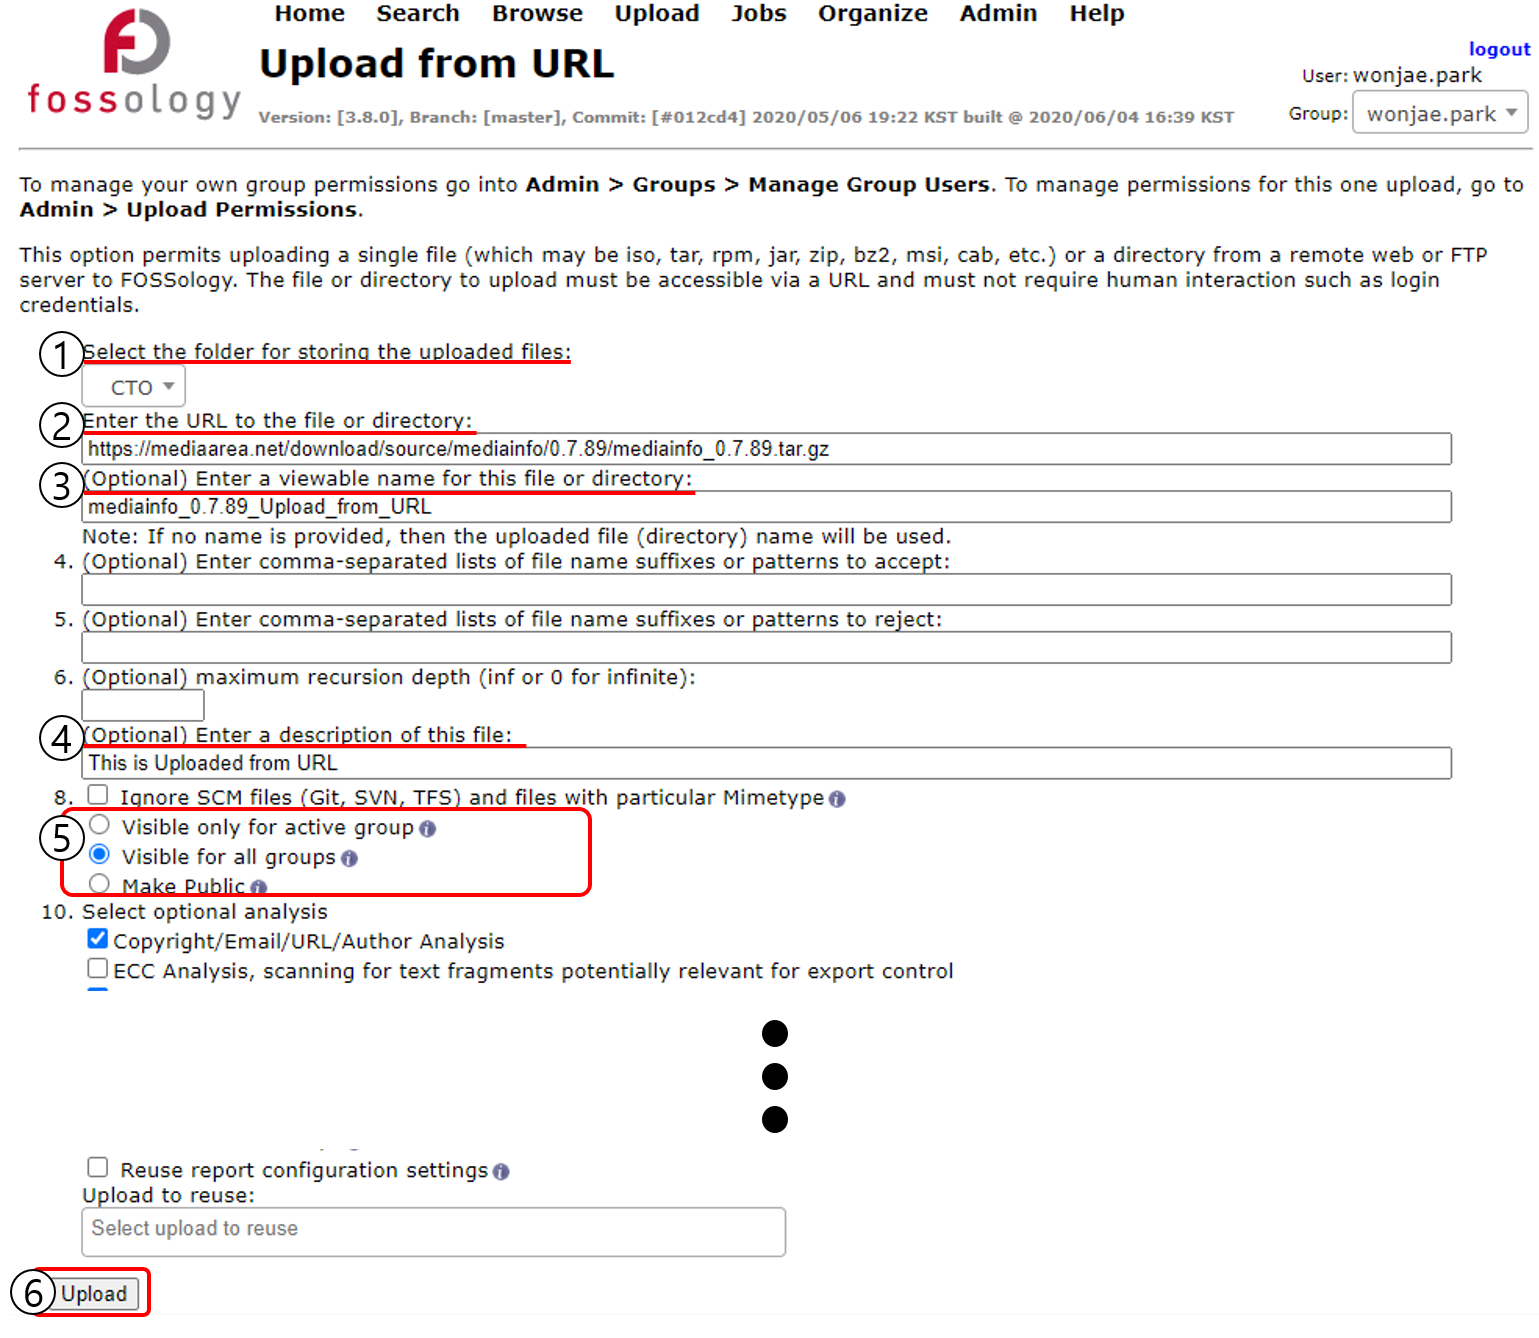 Home Search Browse Upload Jobs Organize Admin Help
fossology
Upload from URL
logout
User: wonjae.park
Version: [3.8.0], Branch: [master], Commit: [#012cd4] 2020/05/06 19:22 KST built @ 2020/06/04 16:39 KST
Group: wonjae.park
To manage your own group permissions go into Admin > Groups > Manage Group Users. To manage permissions for this one upload, go to
Admin > Upload Permissions.
This option permits uploading a single file (which may be iso, tar, rpm, jar, zip, bz2, msi, cab, etc.) or a directory from a remote web or FTP
server to FOSSology. The file or directory to upload must be accessible via a URL and must not require human interaction such as login
credentials.
① Select the folder for storing the uploaded files:
CTO
② Enter the URL to the file or directory:
https://mediaarea.net/download/source/mediainfo/0.7.89/mediainfo_0.7.89.tar.gz
③ (Optional) Enter a viewable name for this file or directory:
mediainfo_0.7.89_Upload_from_URL
Note: If no name is provided, then the uploaded file (directory) name will be used.
4. (Optional) Enter comma-separated lists of file name suffixes or patterns to accept:
5. (Optional) Enter comma-separated lists of file name suffixes or patterns to reject:
6. (Optional) maximum recursion depth (inf or 0 for infinite):
④ (Optional) Enter a description of this file:
This is Uploaded from URL
8. Ignore SCM files (Git, SVN, TFS) and files with particular Mimetype
⑤ Visible only for active group
Visible for all groups
Make Public
10. Select optional analysis
Copyright/Email/URL/Author Analysis
ECC Analysis, scanning for text fragments potentially relevant for export control
Reuse report configuration settings
Upload to reuse:
Select upload to reuse
⑥ Upload